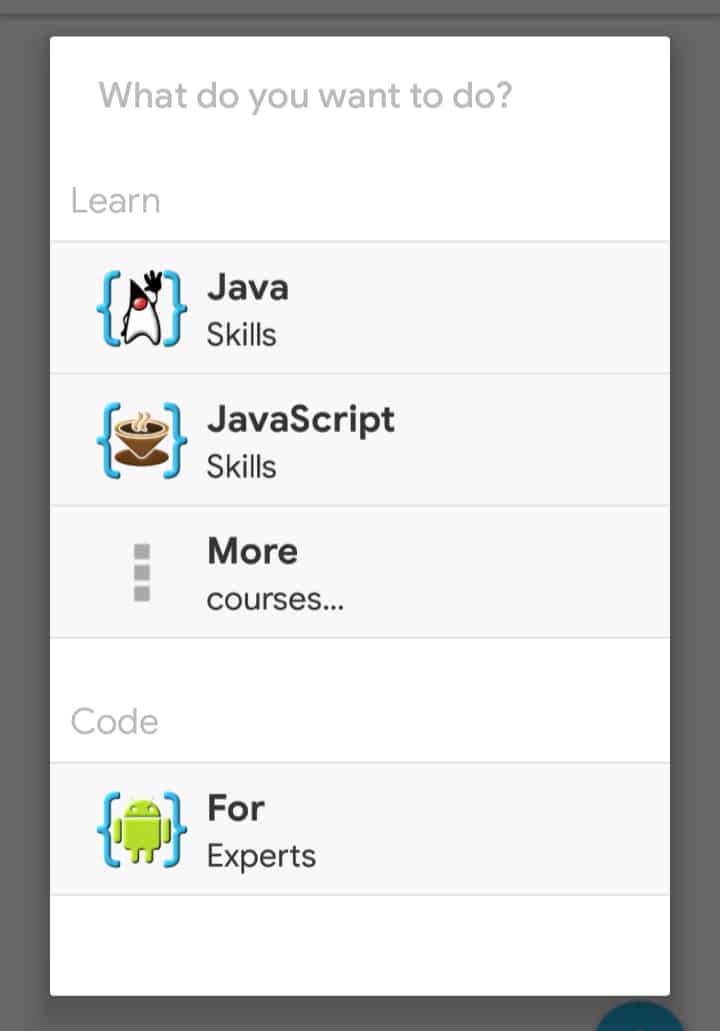 What do you want to do?
Learn
Java
Skills
JavaScript
Skills
More
courses...
Code
For
Experts